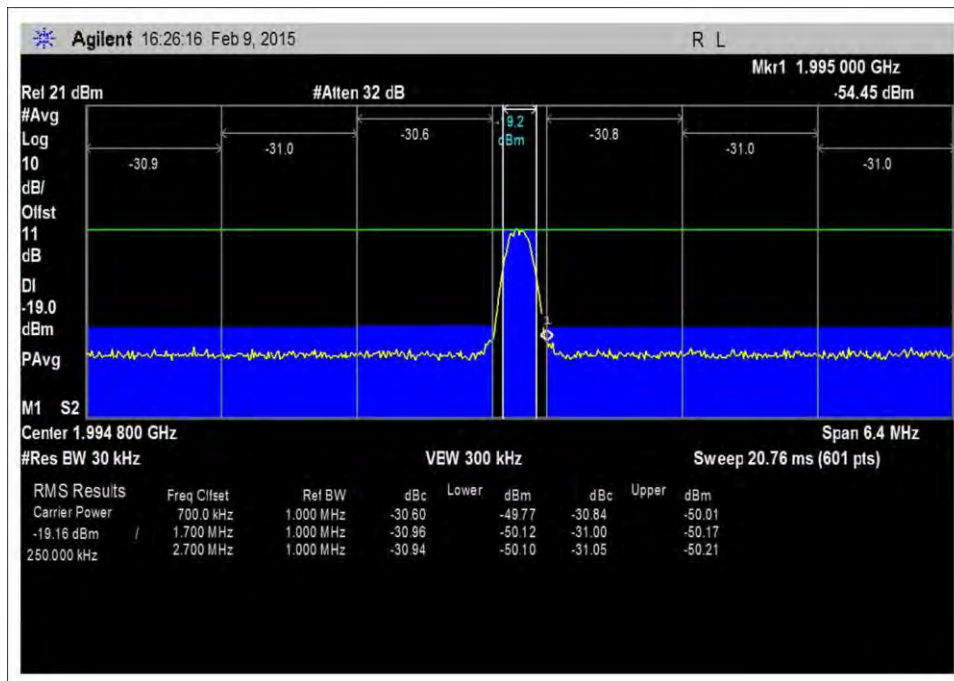 Agilent 16:26:16 Feb 9, 2015 R L
Mkr1 1.995 000 GHz
Rel 21 dBm #Atten 32 dB -54.45 dBm
#Avg
Log
10
dB/
Offst
11
dB
DI
-19.0
dBm
PAvg
M1 S2
-30.9 -31.0 -30.6 -19.2 -30.8 -31.0 -31.0
dBm
1
Center 1.994 800 GHz Span 6.4 MHz
#Res BW 30 kHz VEW 300 kHz Sweep 20.76 ms (601 pts)
RMS Results Freq Clfset Ref BW dBc Lower dBm dBc Upper dBm
Carrier Power 700.0 kHz 1.000 MHz -30.60 -49.77 -30.84 -50.01
-19.16 dBm / 1.700 MHz 1.000 MHz -30.96 -50.12 -31.00 -50.17
250.000 kHz 2.700 MHz 1.000 MHz -30.94 -50.10 -31.05 -50.21